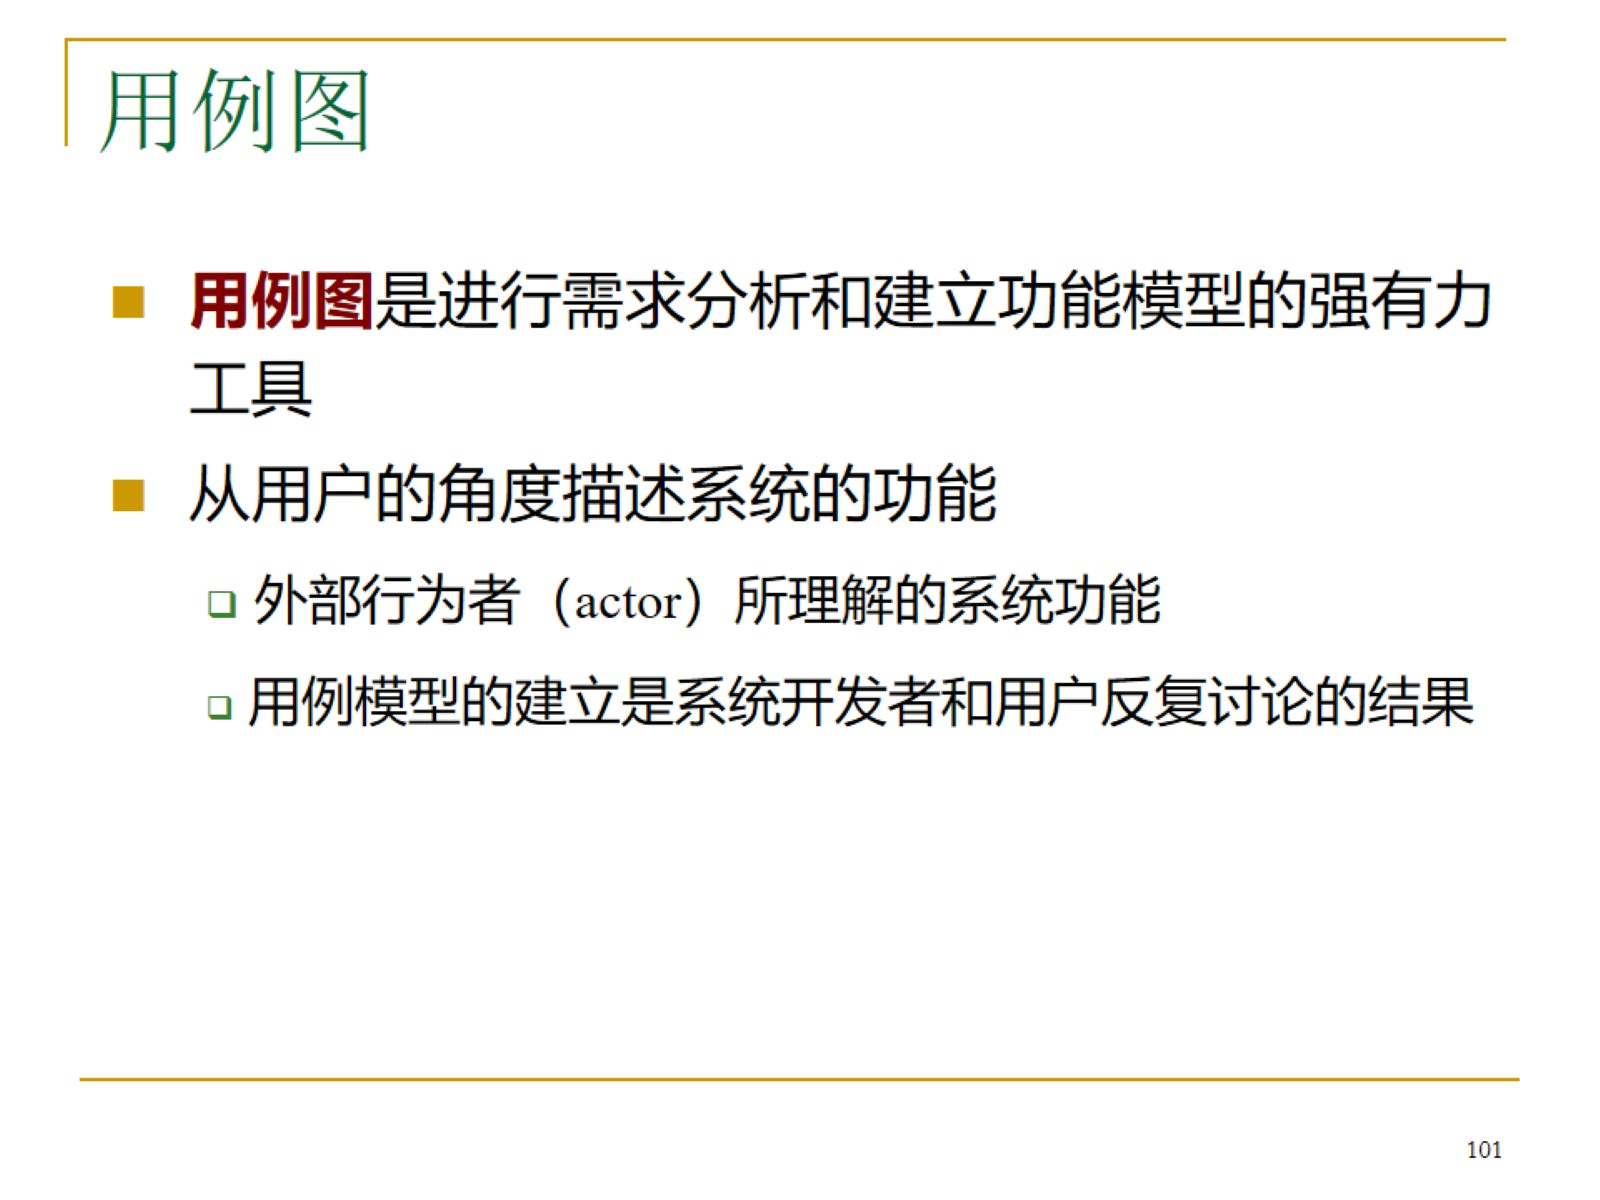 用例图
用例图是进行需求分析和建立功能模型的强有力
工具
从用户的角度描述系统的功能
外部行为者（actor）所理解的系统功能
用例模型的建立是系统开发者和用户反复讨论的结果
101